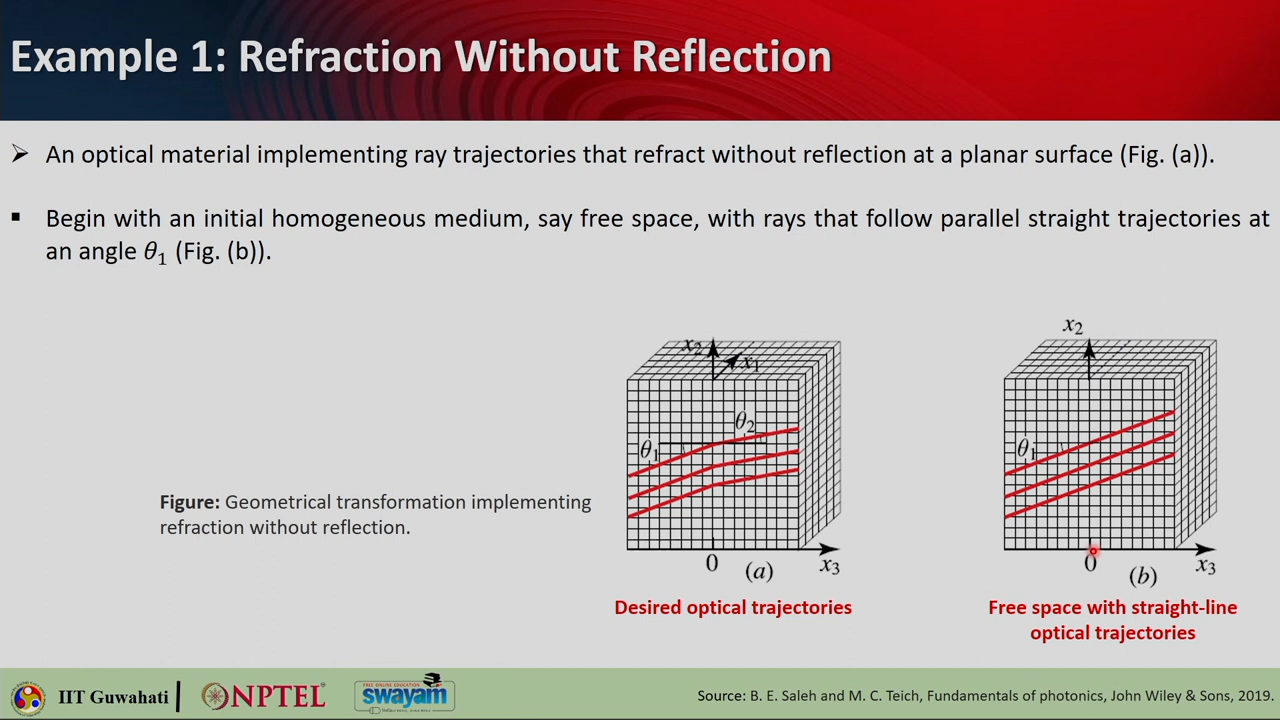 Example 1: Refraction Without Reflection
➤ An optical material implementing ray trajectories that refract without reflection at a planar surface (Fig. (a)).
▪ Begin with an initial homogeneous medium, say free space, with rays that follow parallel straight trajectories at
an angle θ₁ (Fig. (b)).
Figure: Geometrical transformation implementing
refraction without reflection.
x₂
x₁
θ₂
θ₁
0
(a)
x₃
Desired optical trajectories
x₂
θ₁
0
(b)
x₃
Free space with straight-line
optical trajectories
IIT Guwahati
NPTEL
FREE ONLINE EDUCATION
swayam
Source: B. E. Saleh and M. C. Teich, Fundamentals of photonics, John Wiley & Sons, 2019.